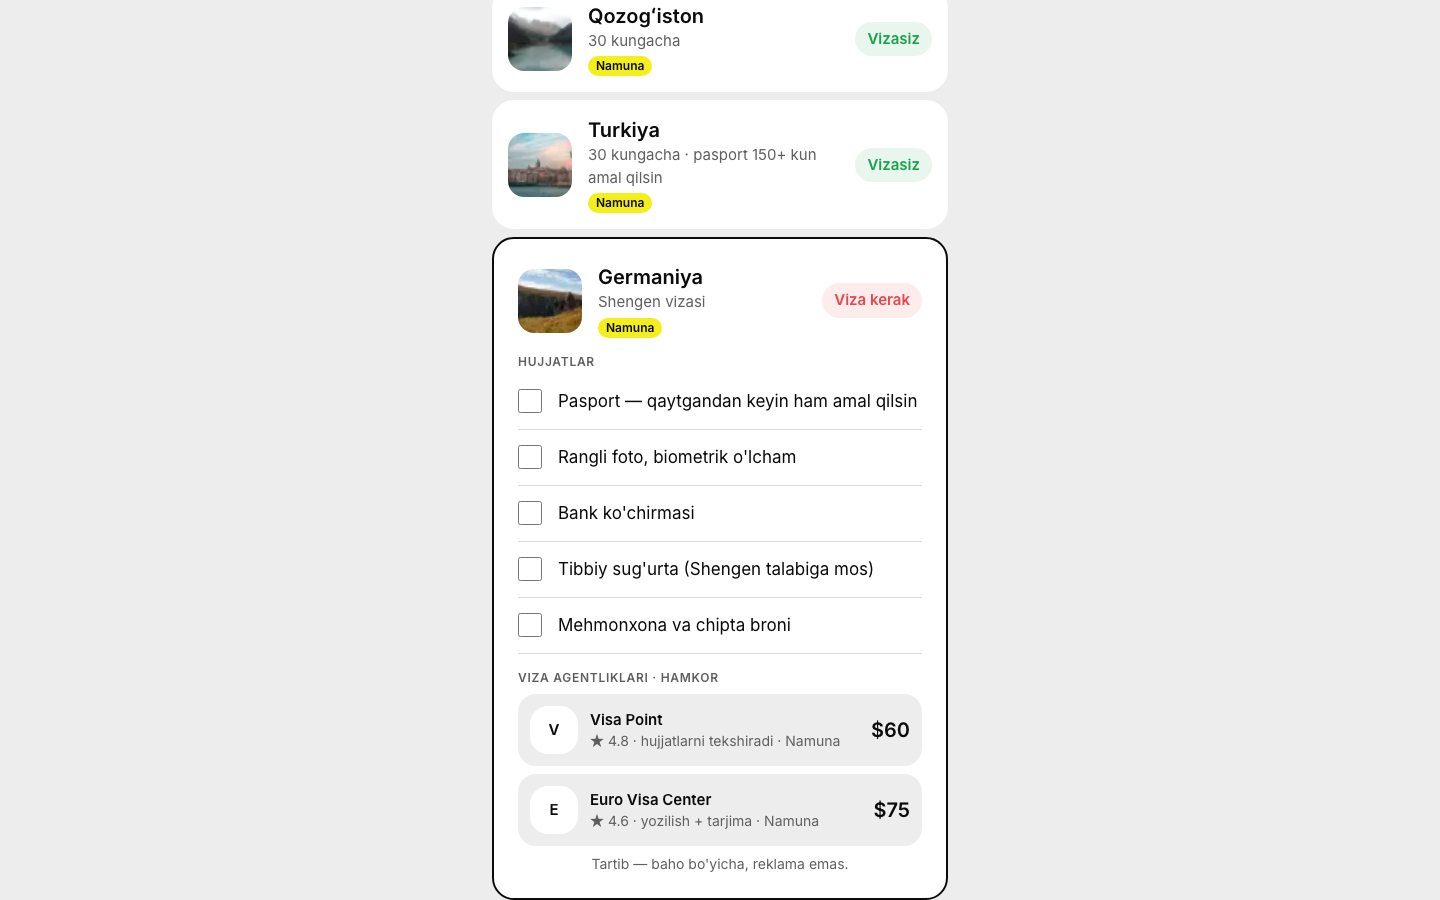 Qozogʻiston
30 kungacha
Namuna
Vizasiz
Turkiya
30 kungacha · pasport 150+ kun
amal qilsin
Namuna
Vizasiz
Germaniya
Shengen vizasi
Namuna
Viza kerak
HUJJATLAR
Pasport — qaytgandan keyin ham amal qilsin
Rangli foto, biometrik o'lcham
Bank ko'chirmasi
Tibbiy sug'urta (Shengen talabiga mos)
Mehmonxona va chipta broni
VIZA AGENTLIKLARI · HAMKOR
V
Visa Point
★ 4.8 · hujjatlarni tekshiradi · Namuna
$60
E
Euro Visa Center
★ 4.6 · yozilish + tarjima · Namuna
$75
Tartib — baho bo'yicha, reklama emas.